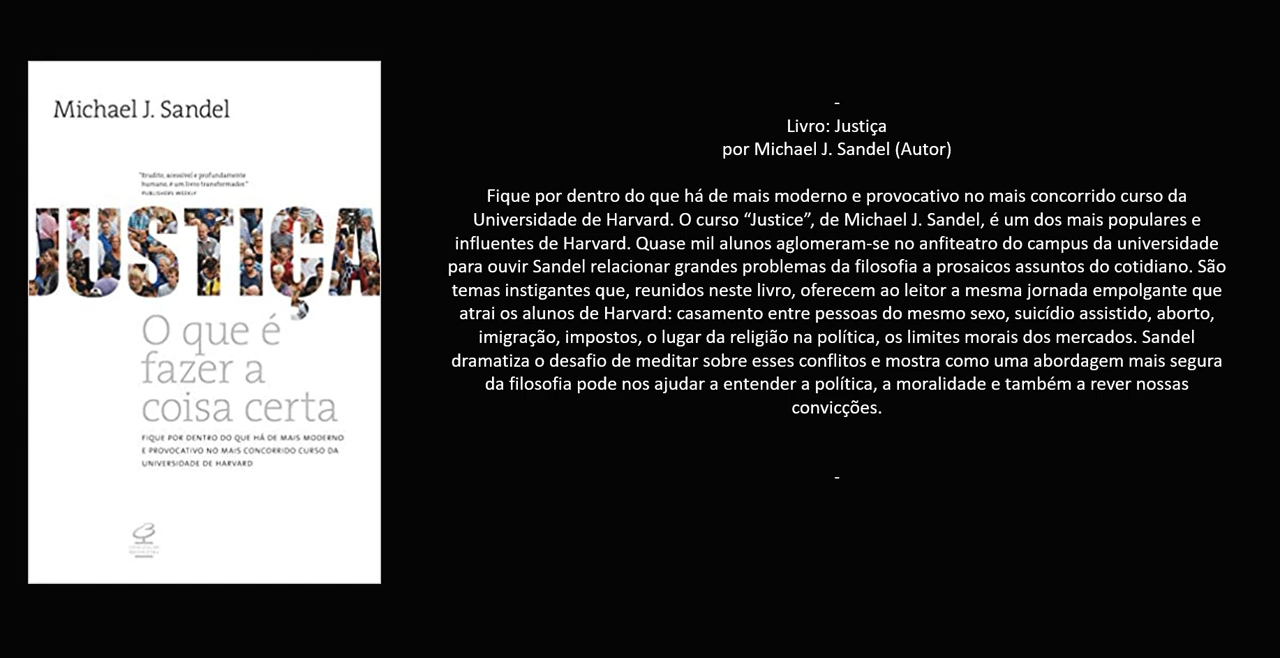 Michael J. Sandel
"Erudito, acessível e profundamente
humano, é um livro transformador."
PUBLISHERS WEEKLY
JUSTIÇA
O que é
fazer a
coisa certa
FIQUE POR DENTRO DO QUE HÁ DE MAIS MODERNO
E PROVOCATIVO NO MAIS CONCORRIDO CURSO DA
UNIVERSIDADE DE HARVARD
-
Livro: Justiça
por Michael J. Sandel (Autor)
Fique por dentro do que há de mais moderno e provocativo no mais concorrido curso da
Universidade de Harvard. O curso “Justice”, de Michael J. Sandel, é um dos mais populares e
influentes de Harvard. Quase mil alunos aglomeram-se no anfiteatro do campus da universidade
para ouvir Sandel relacionar grandes problemas da filosofia a prosaicos assuntos do cotidiano. São
temas instigantes que, reunidos neste livro, oferecem ao leitor a mesma jornada empolgante que
atrai os alunos de Harvard: casamento entre pessoas do mesmo sexo, suicídio assistido, aborto,
imigração, impostos, o lugar da religião na política, os limites morais dos mercados. Sandel
dramatiza o desafio de meditar sobre esses conflitos e mostra como uma abordagem mais segura
da filosofia pode nos ajudar a entender a política, a moralidade e também a rever nossas
convicções.
-